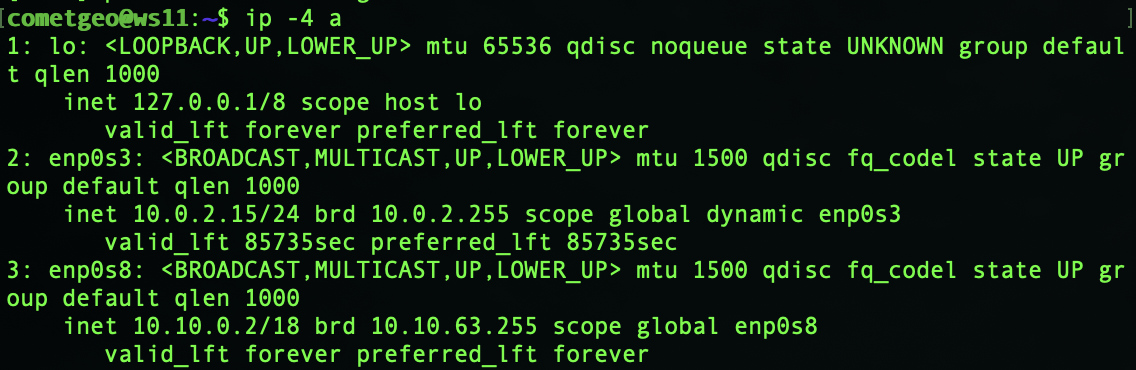 [cometgeo@ws11:~$ ip -4 a ]
1: lo: <LOOPBACK,UP,LOWER_UP> mtu 65536 qdisc noqueue state UNKNOWN group defaul
t qlen 1000
    inet 127.0.0.1/8 scope host lo
       valid_lft forever preferred_lft forever
2: enp0s3: <BROADCAST,MULTICAST,UP,LOWER_UP> mtu 1500 qdisc fq_codel state UP gr
oup default qlen 1000
    inet 10.0.2.15/24 brd 10.0.2.255 scope global dynamic enp0s3
       valid_lft 85735sec preferred_lft 85735sec
3: enp0s8: <BROADCAST,MULTICAST,UP,LOWER_UP> mtu 1500 qdisc fq_codel state UP gr
oup default qlen 1000
    inet 10.10.0.2/18 brd 10.10.63.255 scope global enp0s8
       valid_lft forever preferred_lft forever